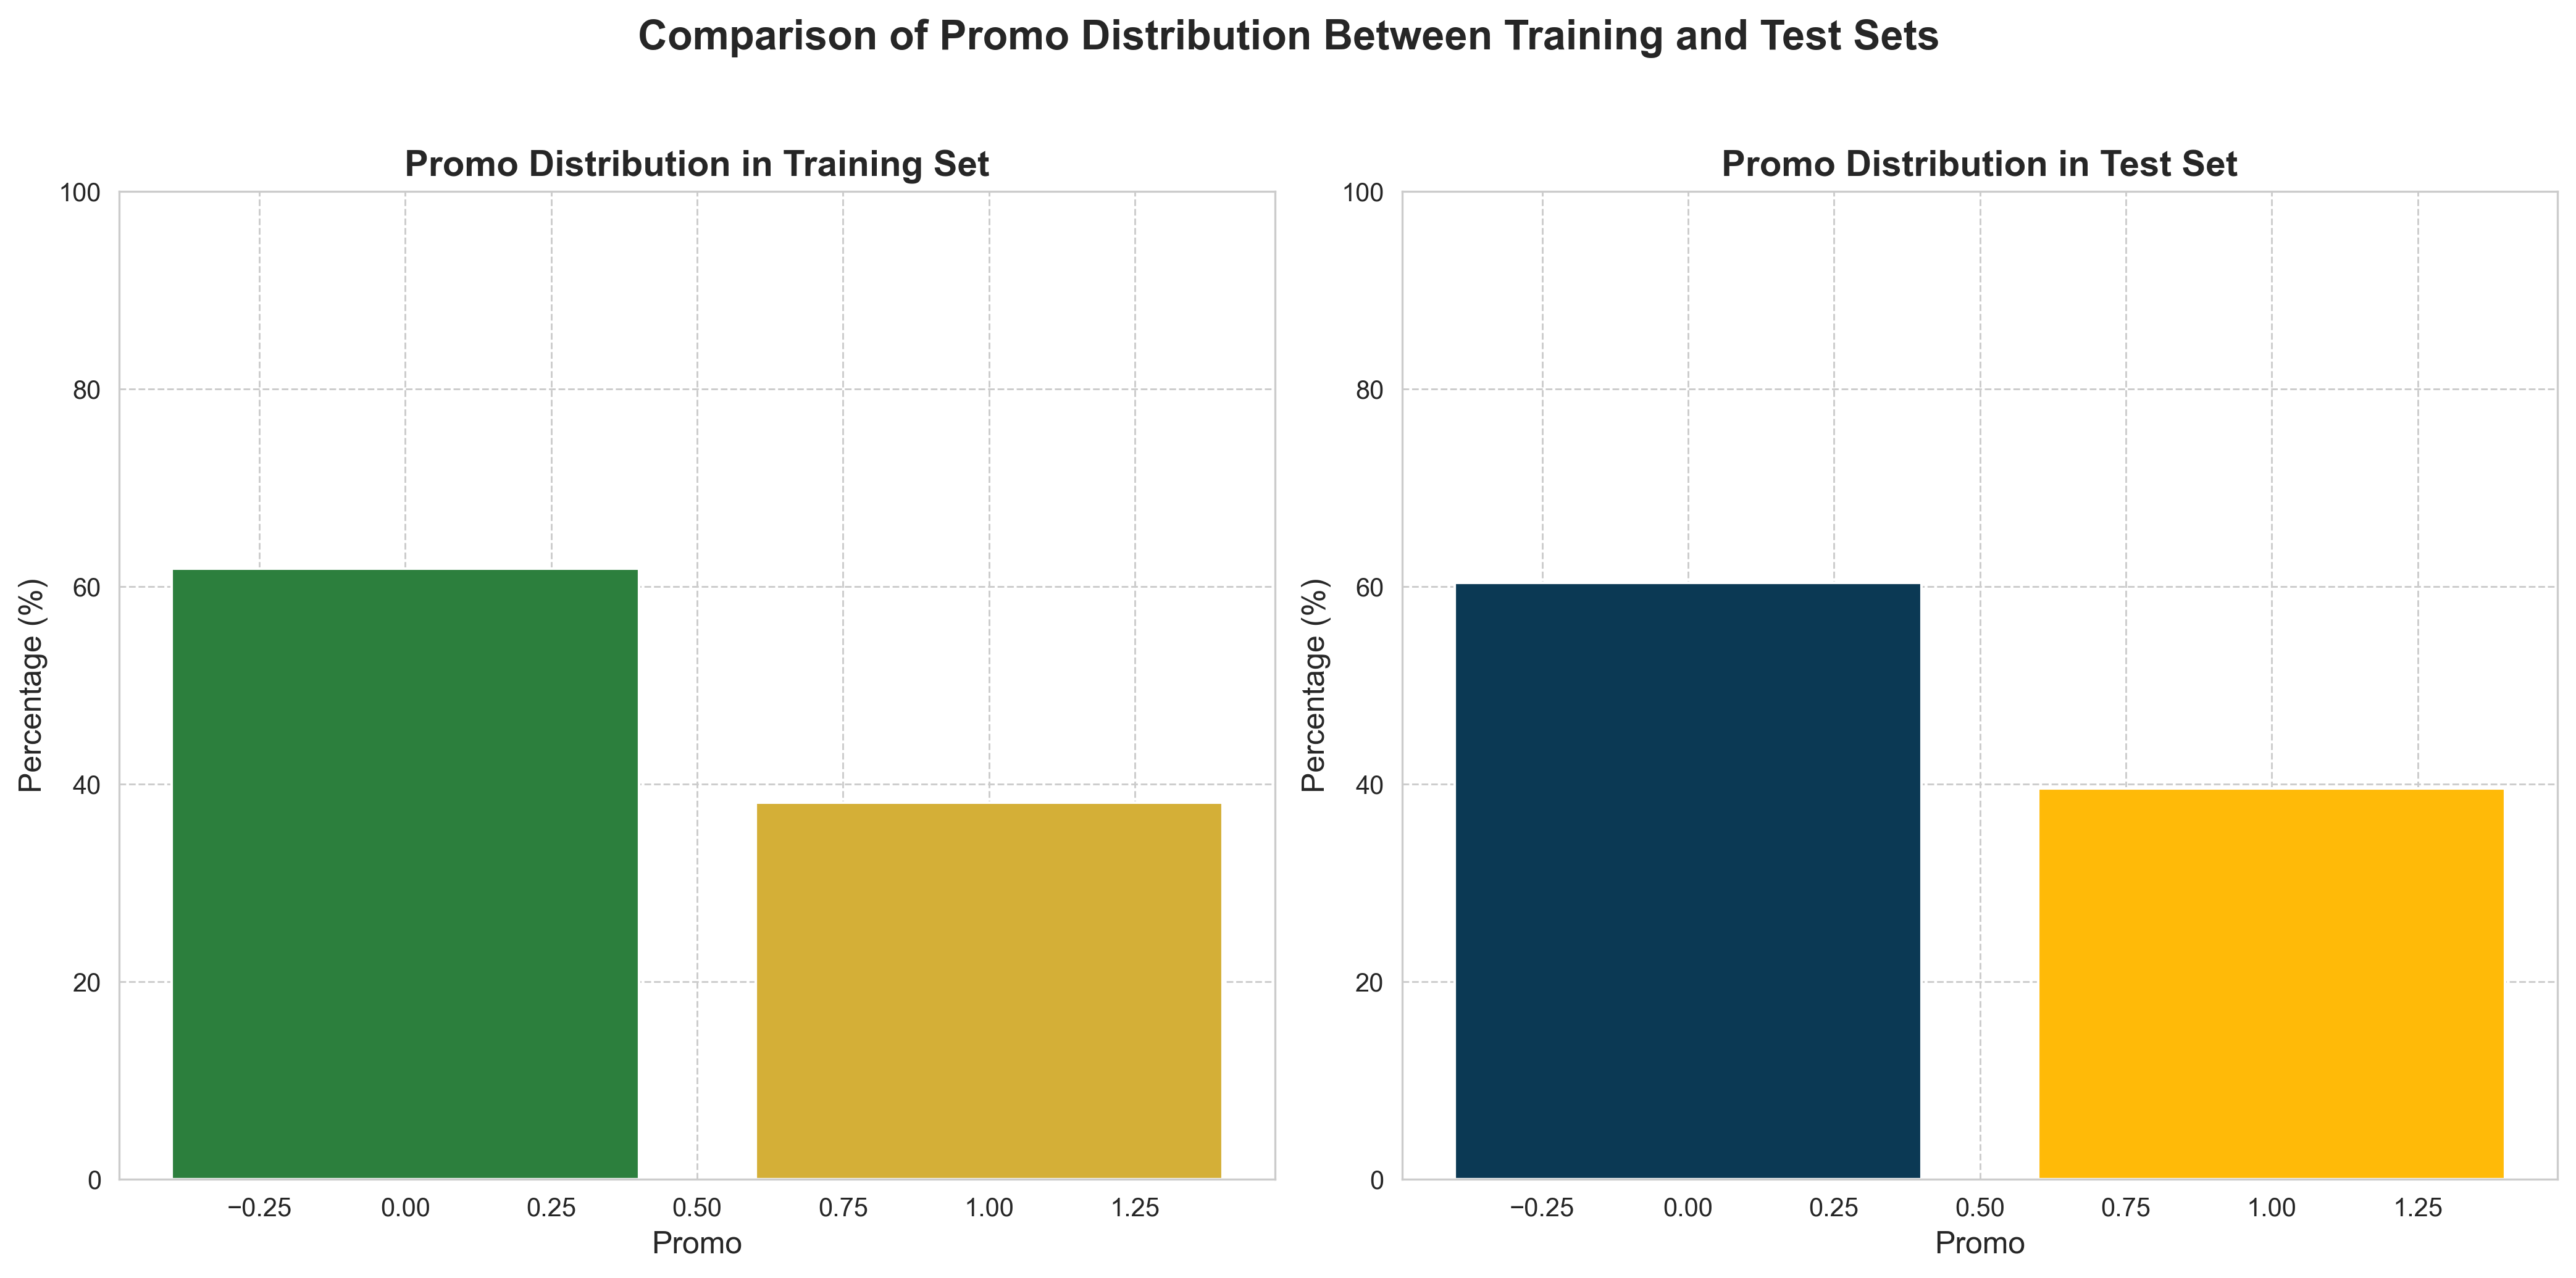 Comparison of Promo Distribution Between Training and Test Sets
Promo Distribution in Training Set
100
80
60
40
20
0
Percentage (%)
−0.25 0.00 0.25 0.50 0.75 1.00 1.25
Promo
Promo Distribution in Test Set
100
80
60
40
20
0
Percentage (%)
−0.25 0.00 0.25 0.50 0.75 1.00 1.25
Promo